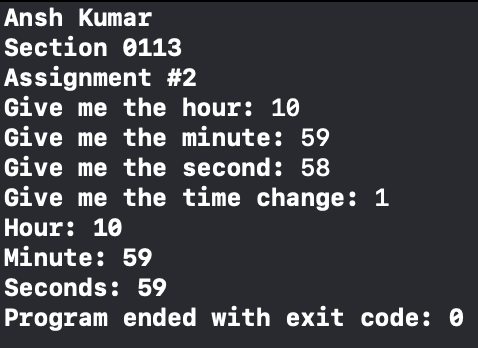 Ansh Kumar
Section 0113
Assignment #2
Give me the hour: 10
Give me the minute: 59
Give me the second: 58
Give me the time change: 1
Hour: 10
Minute: 59
Seconds: 59
Program ended with exit code: 0